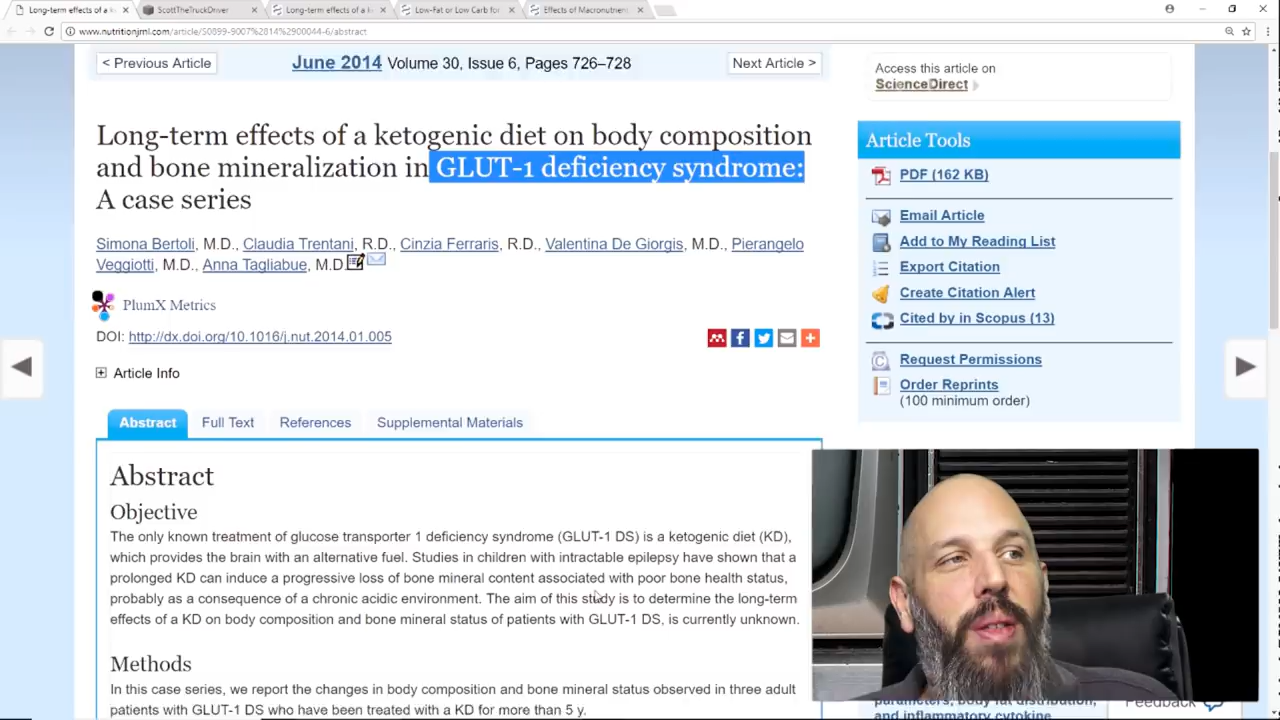 Long-term effects of a k
ScottTheTruckDriver
Long-term effects of a k
Low-Fat or Low Carb for
Effects of Macronutrien
www.nutritionjrnl.com/article/S0899-9007%2814%2900044-6/abstract
< Previous Article
June 2014 Volume 30, Issue 6, Pages 726–728
Next Article >
Access this article on
ScienceDirect
Long-term effects of a ketogenic diet on body composition
and bone mineralization in GLUT-1 deficiency syndrome:
A case series
Simona Bertoli, M.D., Claudia Trentani, R.D., Cinzia Ferraris, R.D., Valentina De Giorgis, M.D., Pierangelo
Veggiotti, M.D., Anna Tagliabue, M.D.
PlumX Metrics
DOI: http://dx.doi.org/10.1016/j.nut.2014.01.005
Article Info
Article Tools
PDF (162 KB)
Email Article
Add to My Reading List
Export Citation
Create Citation Alert
Cited by in Scopus (13)
Request Permissions
Order Reprints
(100 minimum order)
Abstract
Full Text
References
Supplemental Materials
Abstract
Objective
The only known treatment of glucose transporter 1 deficiency syndrome (GLUT-1 DS) is a ketogenic diet (KD),
which provides the brain with an alternative fuel. Studies in children with intractable epilepsy have shown that a
prolonged KD can induce a progressive loss of bone mineral content associated with poor bone health status,
probably as a consequence of a chronic acidic environment. The aim of this study is to determine the long-term
effects of a KD on body composition and bone mineral status of patients with GLUT-1 DS, is currently unknown.
Methods
In this case series, we report the changes in body composition and bone mineral status observed in three adult
patients with GLUT-1 DS who have been treated with a KD for more than 5 y.
parameters, body fat distribution,
and inflammatory cytokine
Feedback